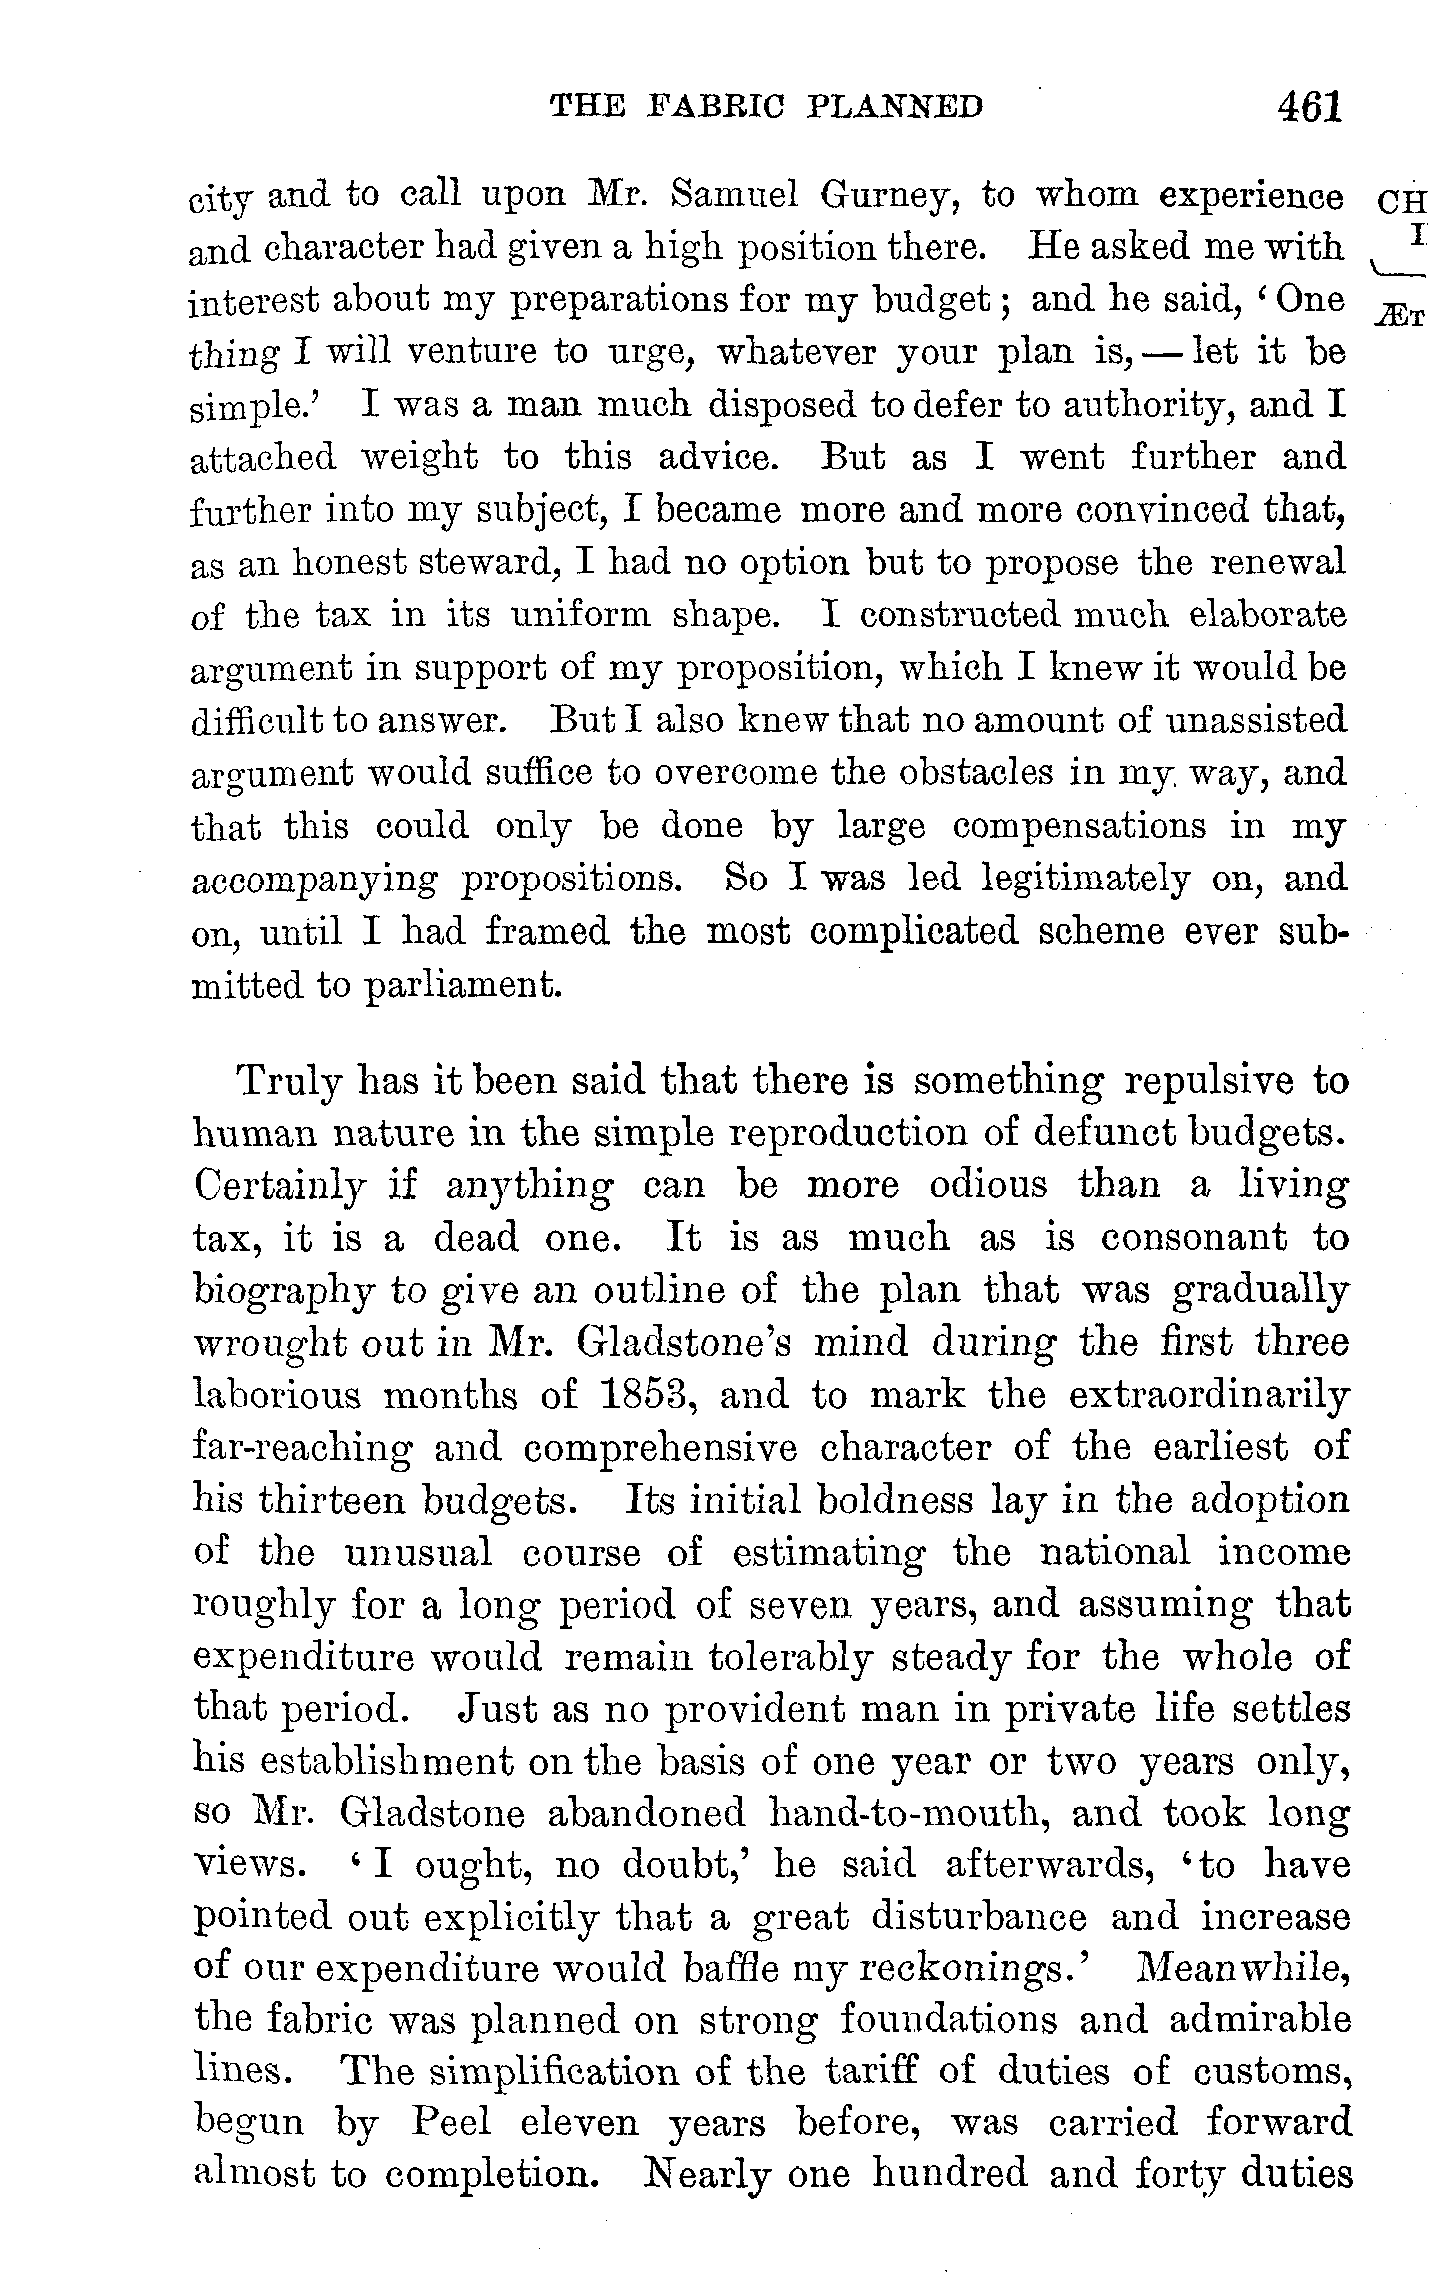 THE FABRIC PLANNED 461
city and to call upon Mr. Samuel Gurney, to whom experience
and character had given a high position there. He asked me with
interest about my preparations for my budget; and he said, ‘One
thing I will venture to urge, whatever your plan is,—let it be
simple.’ I was a man much disposed to defer to authority, and I
attached weight to this advice. But as I went further and
further into my subject, I became more and more convinced that,
as an honest steward, I had no option but to propose the renewal
of the tax in its uniform shape. I constructed much elaborate
argument in support of my proposition, which I knew it would be
difficult to answer. But I also knew that no amount of unassisted
argument would suffice to overcome the obstacles in my way, and
that this could only be done by large compensations in my
accompanying propositions. So I was led legitimately on, and
on, until I had framed the most complicated scheme ever sub-
mitted to parliament.
Truly has it been said that there is something repulsive to
human nature in the simple reproduction of defunct budgets.
Certainly if anything can be more odious than a living
tax, it is a dead one. It is as much as is consonant to
biography to give an outline of the plan that was gradually
wrought out in Mr. Gladstone’s mind during the first three
laborious months of 1853, and to mark the extraordinarily
far-reaching and comprehensive character of the earliest of
his thirteen budgets. Its initial boldness lay in the adoption
of the unusual course of estimating the national income
roughly for a long period of seven years, and assuming that
expenditure would remain tolerably steady for the whole of
that period. Just as no provident man in private life settles
his establishment on the basis of one year or two years only,
so Mr. Gladstone abandoned hand-to-mouth, and took long
views. ‘I ought, no doubt,’ he said afterwards, ‘to have
pointed out explicitly that a great disturbance and increase
of our expenditure would baffle my reckonings.’ Meanwhile,
the fabric was planned on strong foundations and admirable
lines. The simplification of the tariff of duties of customs,
begun by Peel eleven years before, was carried forward
almost to completion. Nearly one hundred and forty duties
CH
I
ÆT